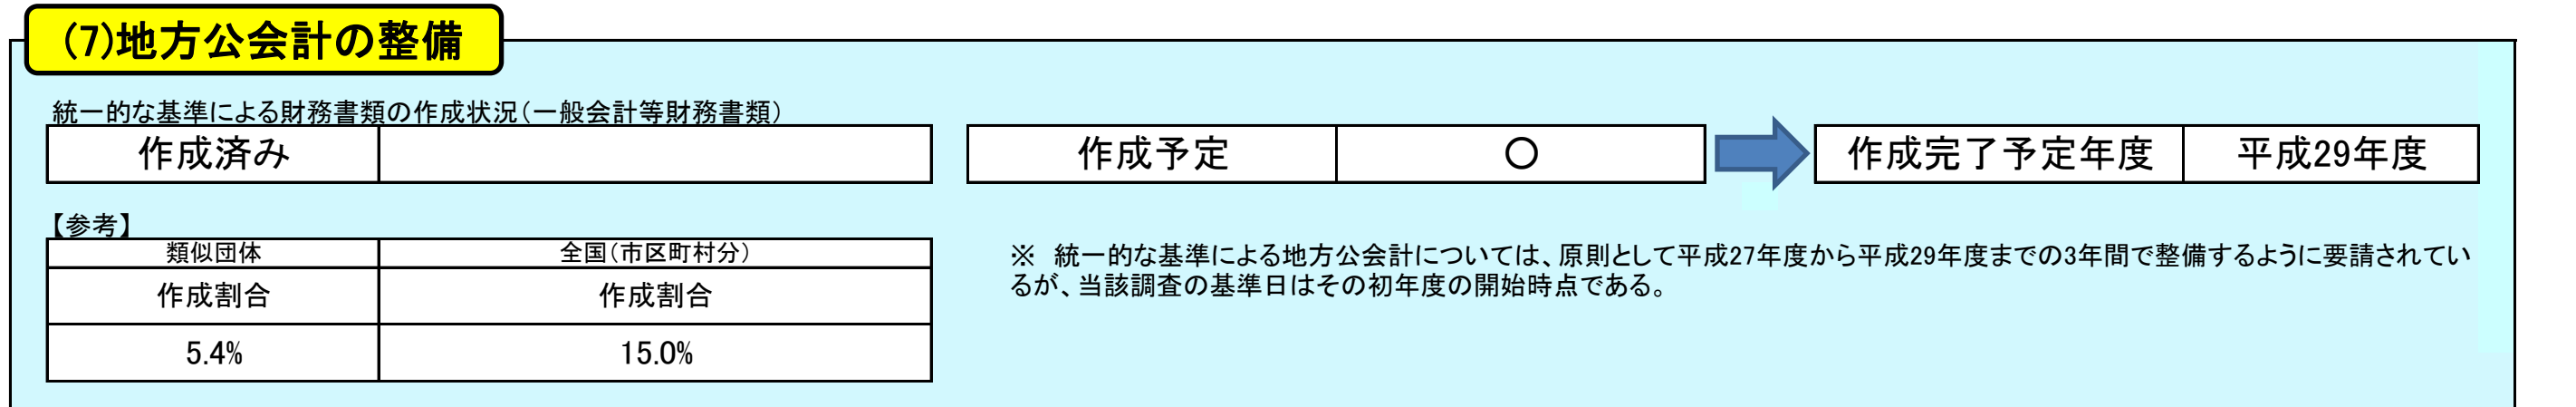 (7)地方公会計の整備
統一的な基準による財務書類の作成状況(一般会計等財務書類)
作成済み
作成予定 ○
作成完了予定年度 平成29年度
【参考】
類似団体 全国(市区町村分)
作成割合 作成割合
5.4% 15.0%
※ 統一的な基準による地方公会計については、原則として平成27年度から平成29年度までの3年間で整備するように要請されてい
るが、当該調査の基準日はその初年度の開始時点である。